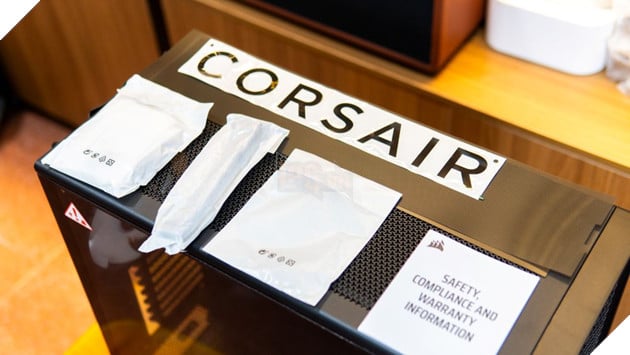 CORSAIR
SAFETY,
COMPLIANCE AND
WARRANTY
INFORMATION